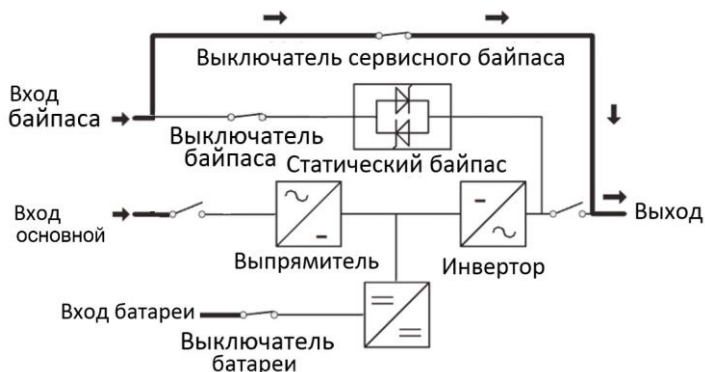 Выключатель сервисного байпаса
Вход
байпаса
Выключатель
байпаса
Статический байпас
Вход
основной
Выпрямитель
Инвертор
Выход
Вход батареи
Выключатель
батареи